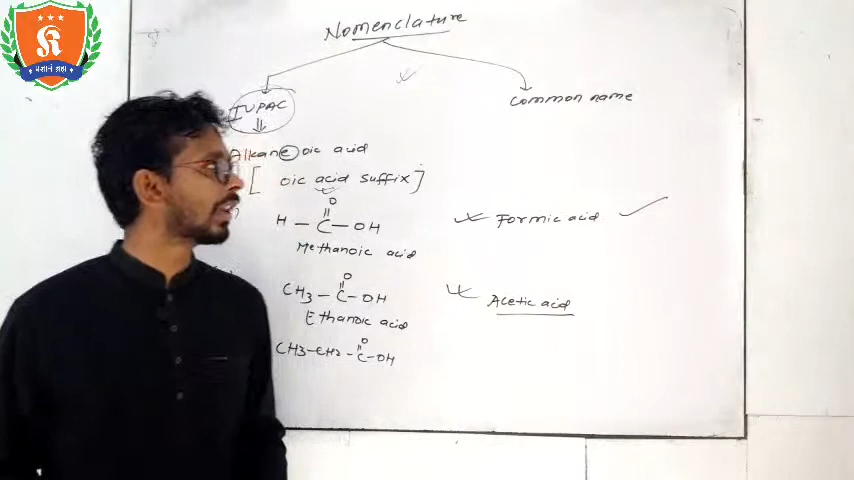 Nomenclature
IUPAC
Common name
Alkane oic acid
[ oic acid suffix ]
O
H — C — OH
Formic acid
Methanoic acid
O
CH3 — C — OH
Acetic acid
Ethanoic acid
O
CH3—CH2 — C—OH